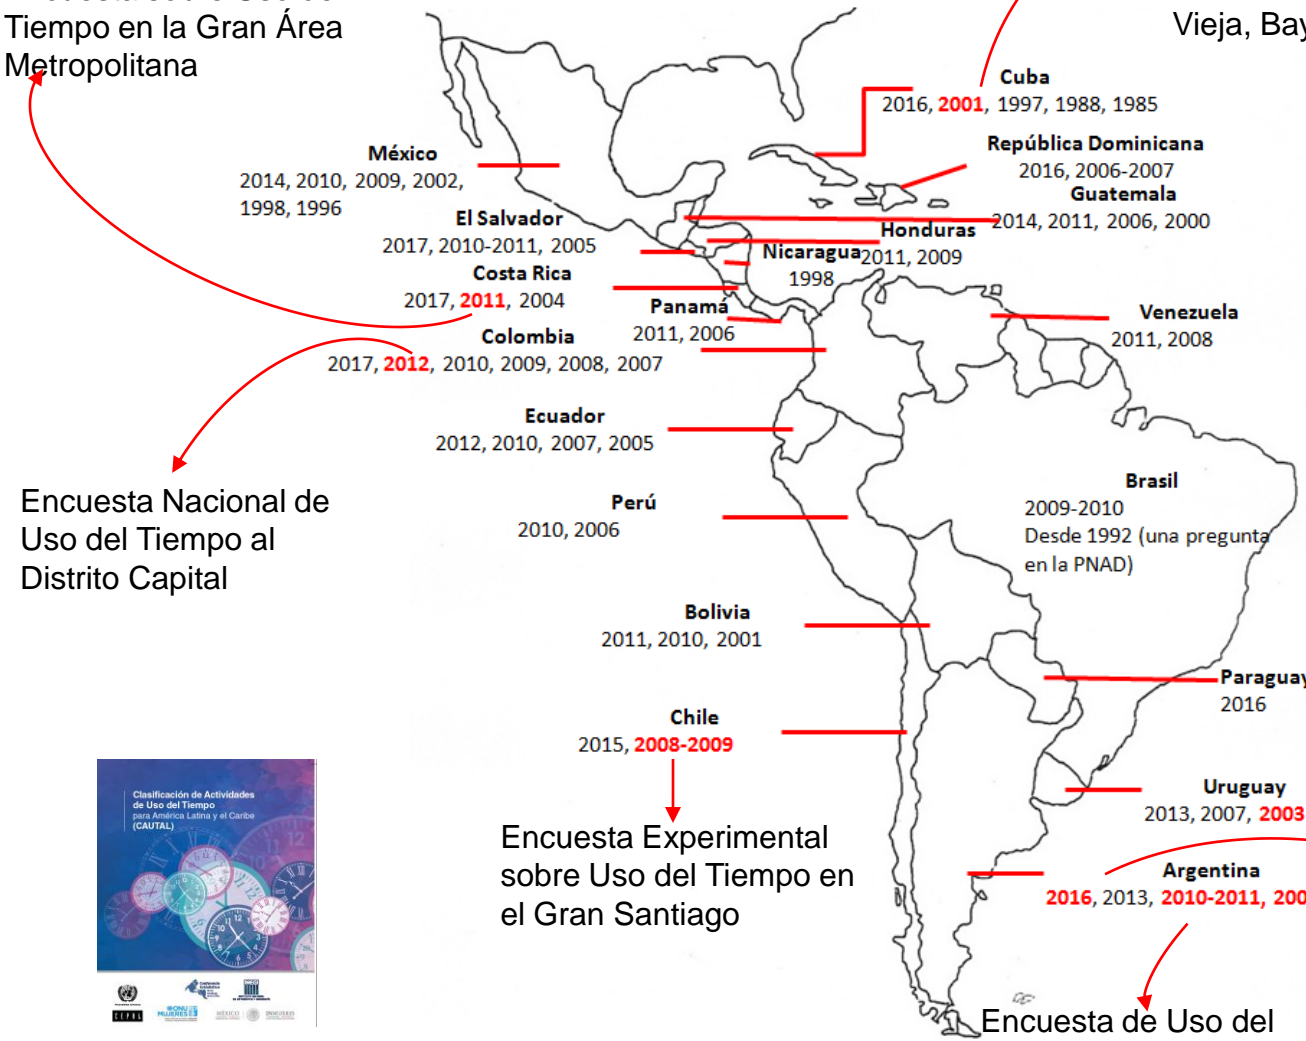 Tiempo en la Gran Área
Metropolitana
Vieja, Bay
Cuba
2016, 2001, 1997, 1988, 1985
República Dominicana
2016, 2006-2007
México
2014, 2010, 2009, 2002,
1998, 1996
Guatemala
2014, 2011, 2006, 2000
El Salvador
2017, 2010-2011, 2005
Honduras
2011, 2009
Nicaragua
1998
Costa Rica
2017, 2011, 2004
Panamá
2011, 2006
Venezuela
2011, 2008
Colombia
2017, 2012, 2010, 2009, 2008, 2007
Ecuador
2012, 2010, 2007, 2005
Encuesta Nacional de
Uso del Tiempo al
Distrito Capital
Perú
2010, 2006
Brasil
2009-2010
Desde 1992 (una pregunta
en la PNAD)
Bolivia
2011, 2010, 2001
Paraguay
2016
Chile
2015, 2008-2009
Encuesta Experimental
sobre Uso del Tiempo en
el Gran Santiago
Uruguay
2013, 2007, 2003
Argentina
2016, 2013, 2010-2011, 200
Encuesta de Uso del
Clasificación de Actividades
de Uso del Tiempo
para América Latina y el Caribe
(CAUTAL)
CEPAL
ONU
MUJERES
MÉXICO
INMUJERES